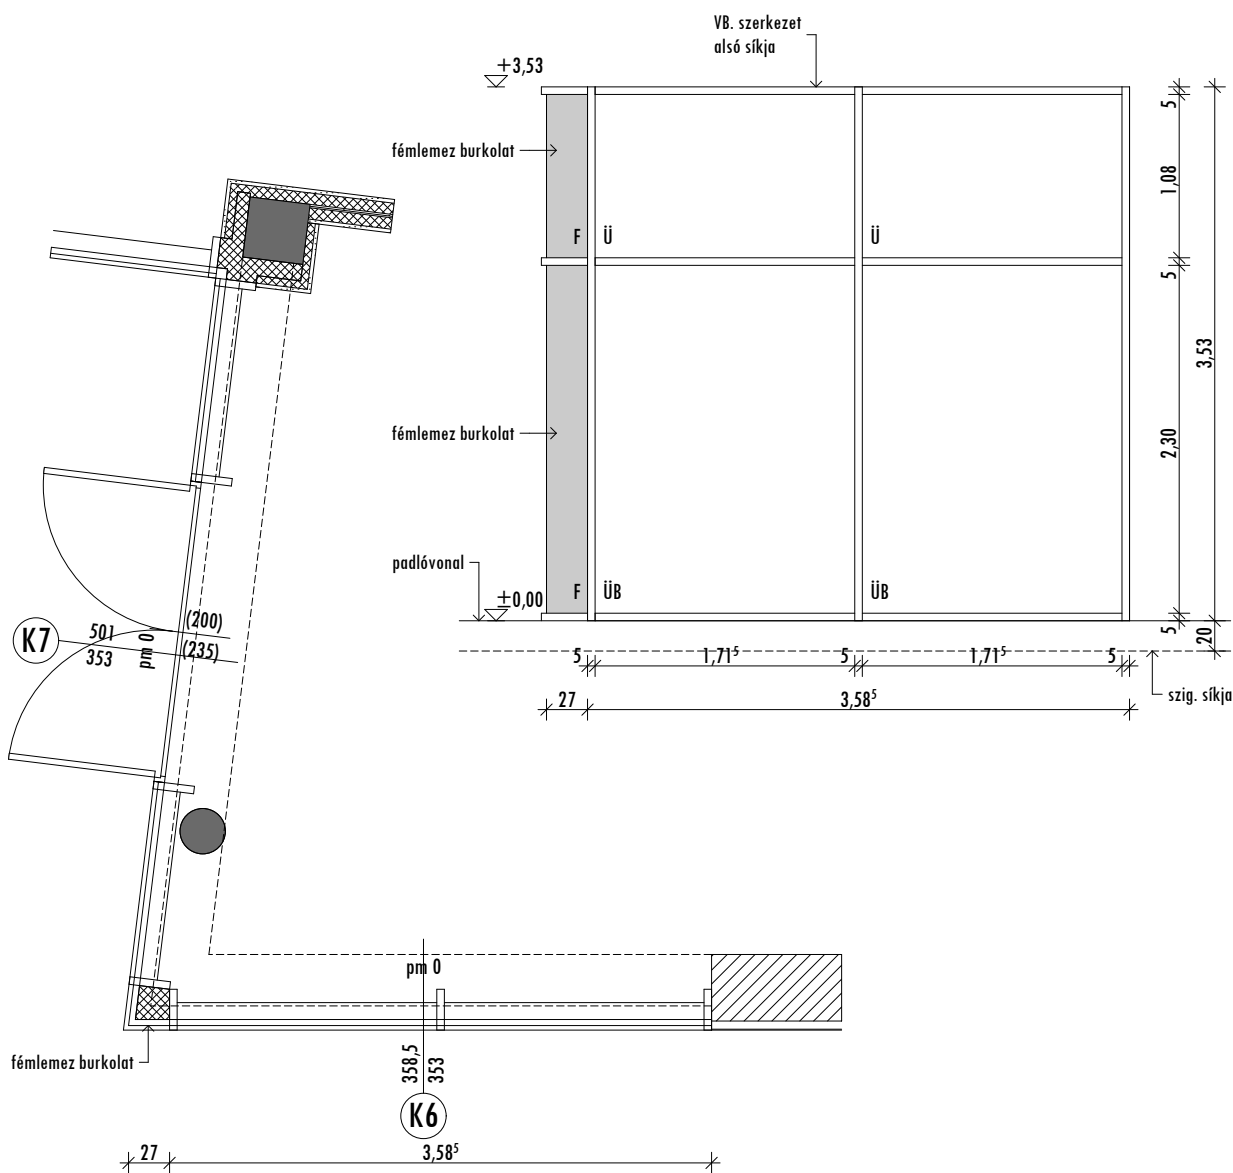 VB. szerkezet
alsó síkja
+3,53
fémlemez burkolat
F Ü Ü
5
1,08
5
2,30
5
3,53
20
fémlemez burkolat
padlóvonal
±0,00
F ÜB ÜB
5 1,71⁵ 5 1,71⁵ 5
szig. síkja
27 3,58⁵
K7
501
353
pm 0
(200)
(235)
pm 0
fémlemez burkolat
358,5
353
K6
27 3,58⁵